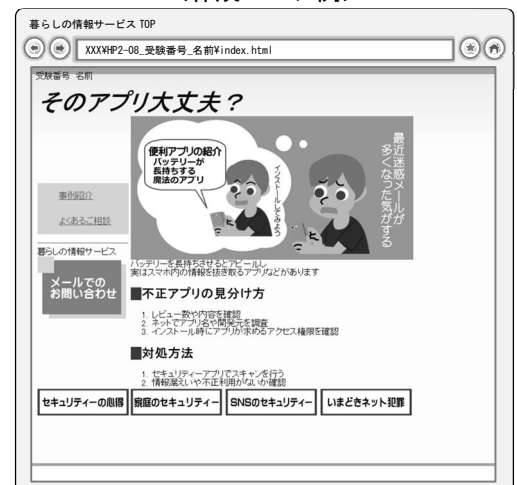 暮らしの情報サービス TOP
XXX¥HP2-08_受験番号_名前¥index.html
受験番号 名前
そのアプリ大丈夫？
便利アプリの紹介
バッテリーが
長持ちする
魔法のアプリ
インストールしてみよう
最近迷惑メールが
多くなった気がする
事例紹介
よくあるご相談
暮らしの情報サービス
メールでの
お問い合わせ
バッテリーを長持ちさせるとアピールし
実はスマホ内の情報を抜き取るアプリなどがあります
■不正アプリの見分け方
1. レビュー数や内容を確認
2. ネットでアプリ名や開発元を調査
3. インストール時にアプリが求めるアクセス権限を確認
■対処方法
1. セキュリティーアプリでスキャンを行う
2. 情報漏えいや不正利用がないか確認
セキュリティーの心得
家庭のセキュリティー
SNSのセキュリティー
いまどきネット犯罪